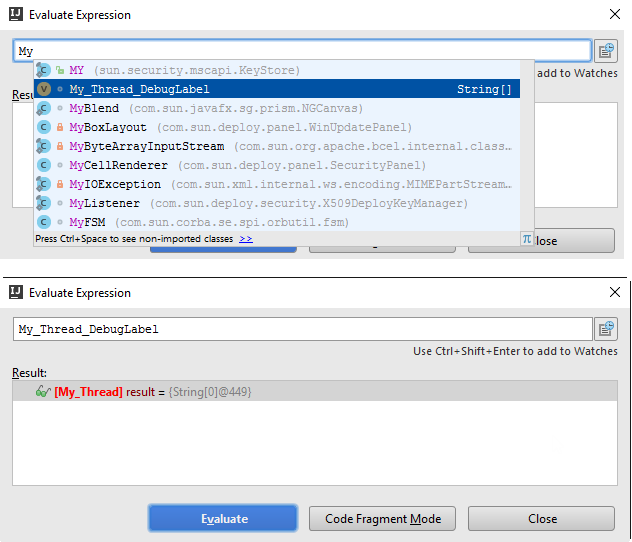 Evaluate Expression
My
add to Watches
MY (sun.security.mscapi.KeyStore)
My_Thread_DebugLabel String[]
MyBlend (com.sun.javafx.sg.prism.NGCanvas)
MyBoxLayout (com.sun.deploy.panel.WinUpdatePanel)
MyByteArrayInputStream (com.sun.org.apache.bcel.internal.class…
MyCellRenderer (com.sun.deploy.panel.SecurityPanel)
MyIOException (com.sun.xml.internal.ws.encoding.MIMEPartStream…
MyListener (com.sun.deploy.security.X509DeployKeyManager)
MyFSM (com.sun.corba.se.spi.orbutil.fsm)
Press Ctrl+Space to see non-imported classes >>
Evaluate Expression
My_Thread_DebugLabel
Use Ctrl+Shift+Enter to add to Watches
Result:
[My_Thread] result = {String[0]@449}
Evaluate Code Fragment Mode Close